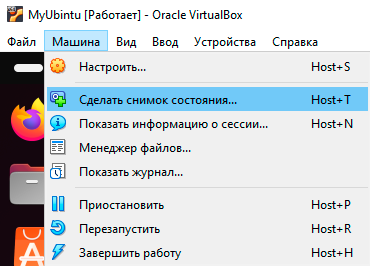 MyUbintu [Работает] - Oracle VirtualBox
Файл Машина Вид Ввод Устройства Справка
Настроить... Host+S
Сделать снимок состояния... Host+T
Показать информацию о сессии... Host+N
Менеджер файлов...
Показать журнал...
Приостановить Host+P
Перезапустить Host+R
Завершить работу Host+H